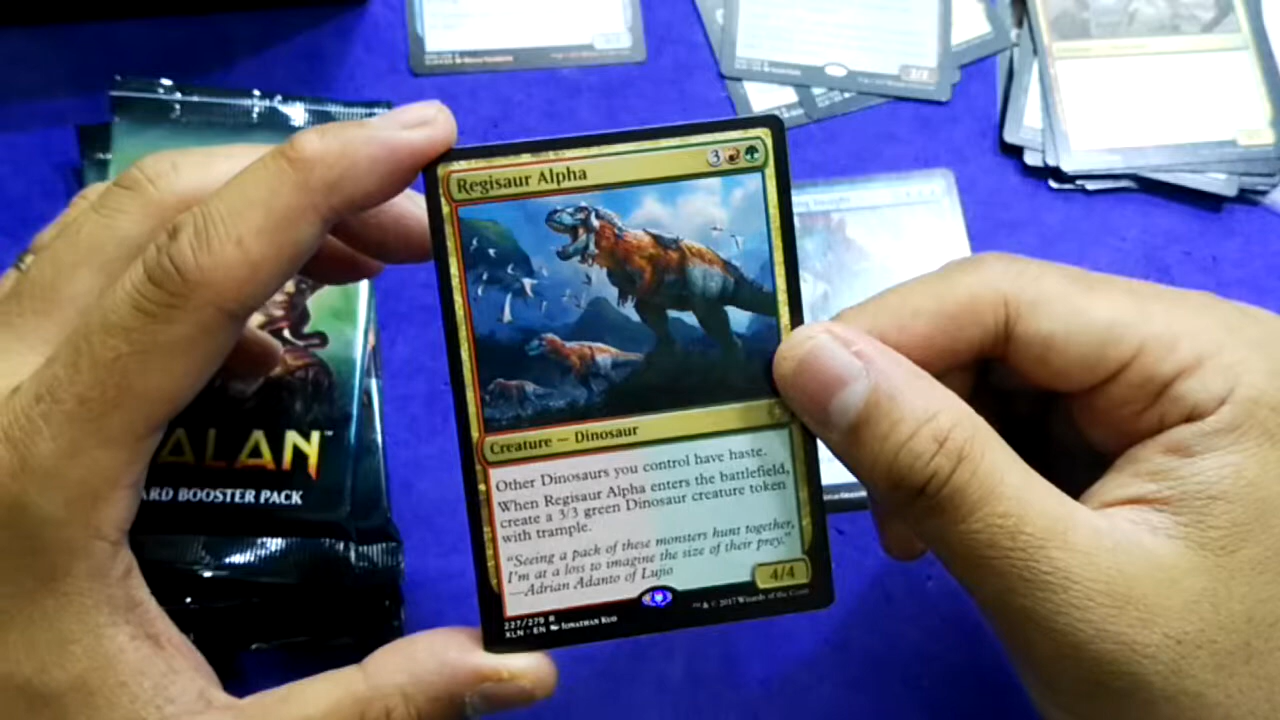 Regisaur Alpha
3
Creature — Dinosaur
Other Dinosaurs you control have haste.
When Regisaur Alpha enters the battlefield,
create a 3/3 green Dinosaur creature token
with trample.
"Seeing a pack of these monsters hunt together,
I'm at a loss to imagine the size of their prey."
—Adrian Adanto of Lujio
4/4
227/279 R
XLN • EN Jonathan Kuo
™ & © 2017 Wizards of the Coast
ALAN™
ARD BOOSTER PACK